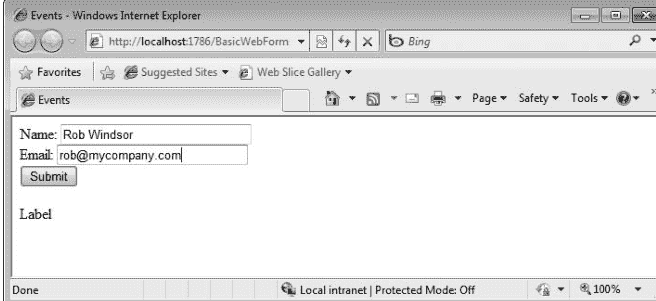 Events - Windows Internet Explorer
http://localhost:1786/BasicWebForm
Bing
Favorites Suggested Sites Web Slice Gallery
Events Page Safety Tools
Name: Rob Windsor
Email: rob@mycompany.com
Submit
Label
Done Local intranet | Protected Mode: Off 100%